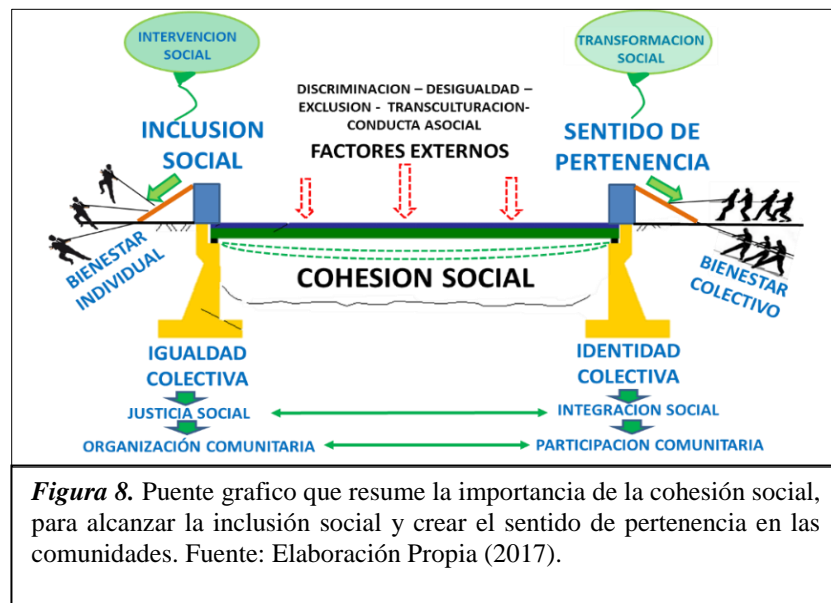 INTERVENCION
SOCIAL
TRANSFORMACION
SOCIAL
DISCRIMINACION – DESIGUALDAD –
EXCLUSION - TRANSCULTURACION-
CONDUCTA ASOCIAL
FACTORES EXTERNOS
INCLUSION
SOCIAL
SENTIDO DE
PERTENENCIA
BIENESTAR
INDIVIDUAL
COHESION SOCIAL
BIENESTAR
COLECTIVO
IGUALDAD
COLECTIVA
IDENTIDAD
COLECTIVA
JUSTICIA SOCIAL
INTEGRACION SOCIAL
ORGANIZACIÓN COMUNITARIA
PARTICIPACION COMUNITARIA
Figura 8. Puente grafico que resume la importancia de la cohesión social,
para alcanzar la inclusión social y crear el sentido de pertenencia en las
comunidades. Fuente: Elaboración Propia (2017).